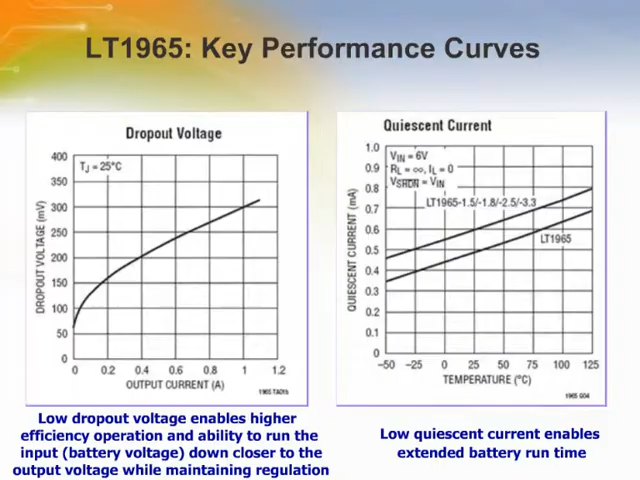 LT1965: Key Performance Curves
Dropout Voltage
TJ = 25°C
DROPOUT VOLTAGE (mV)
400
350
300
250
200
150
100
50
0
0 0.2 0.4 0.6 0.8 1 1.2
OUTPUT CURRENT (A)
1965 TA01b
Quiescent Current
VIN = 6V
RL = ∞, IL = 0
VSHDN = VIN
LT1965-1.5/-1.8/-2.5/-3.3
LT1965
QUIESCENT CURRENT (mA)
1.0
0.9
0.8
0.7
0.6
0.5
0.4
0.3
0.2
0.1
0
–50 –25 0 25 50 75 100 125
TEMPERATURE (°C)
1965 G04
Low dropout voltage enables higher
efficiency operation and ability to run the
input (battery voltage) down closer to the
output voltage while maintaining regulation
Low quiescent current enables
extended battery run time